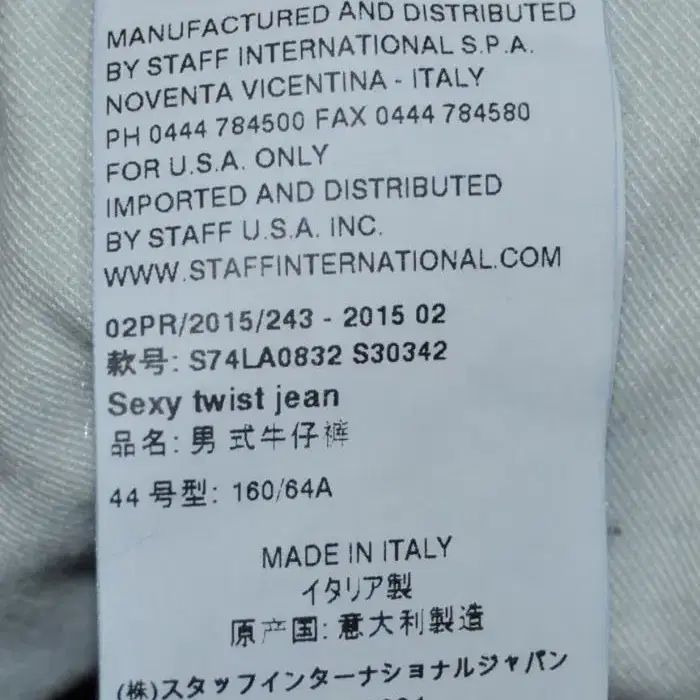 MANUFACTURED AND DISTRIBUTED
BY STAFF INTERNATIONAL S.P.A.
NOVENTA VICENTINA - ITALY
PH 0444 784500 FAX 0444 784580
FOR U.S.A. ONLY
IMPORTED AND DISTRIBUTED
BY STAFF U.S.A. INC.
WWW.STAFFINTERNATIONAL.COM
02PR/2015/243 - 2015 02
款号: S74LA0832 S30342
Sexy twist jean
品名: 男 式牛仔裤
44 号型: 160/64A
MADE IN ITALY
イタリア製
原产国: 意大利製造
(株)スタッフインターナショナルジャパン